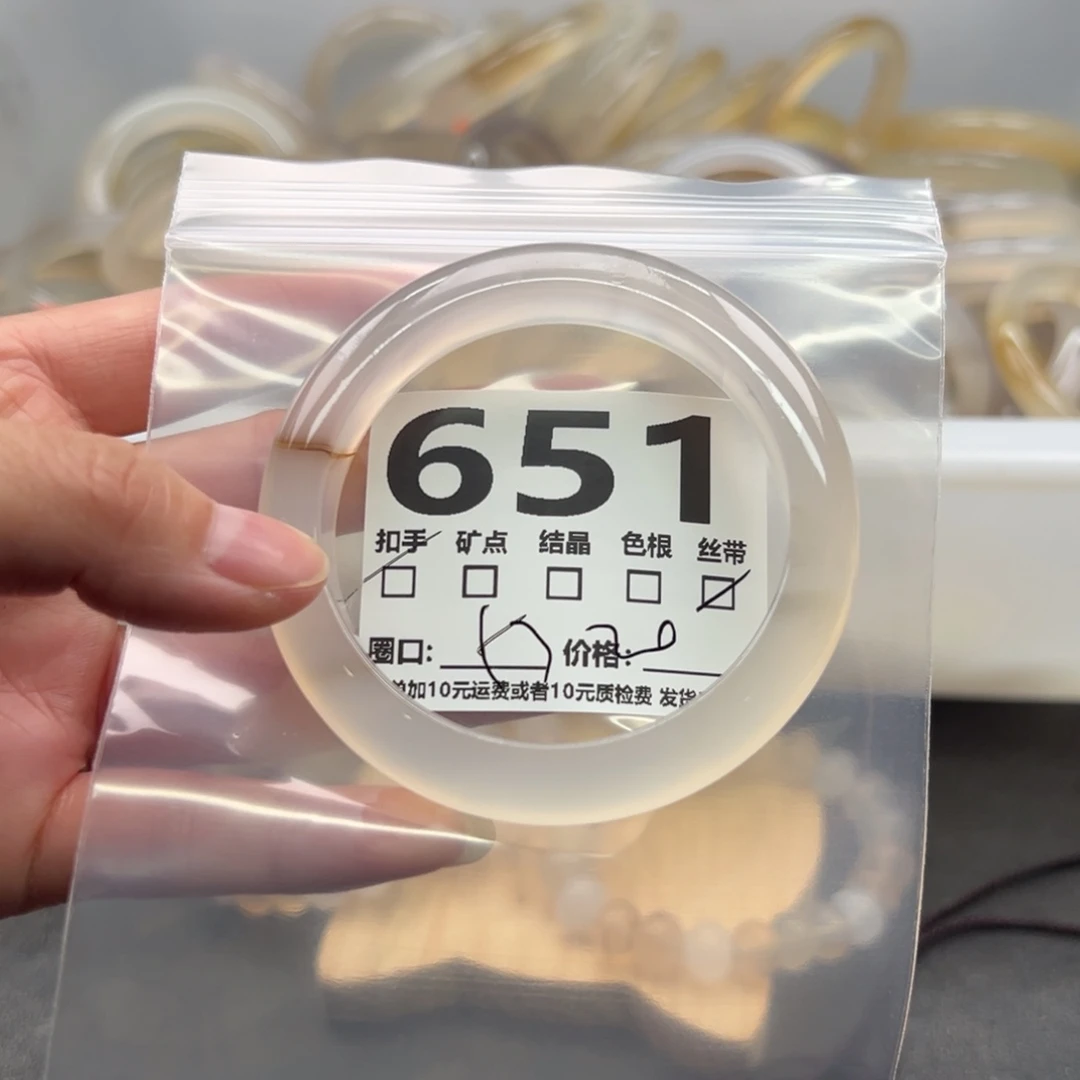 651
扣手 矿点 结晶 色根 丝带
圈口: 价格:
加10元运费或者10元质检费 发货